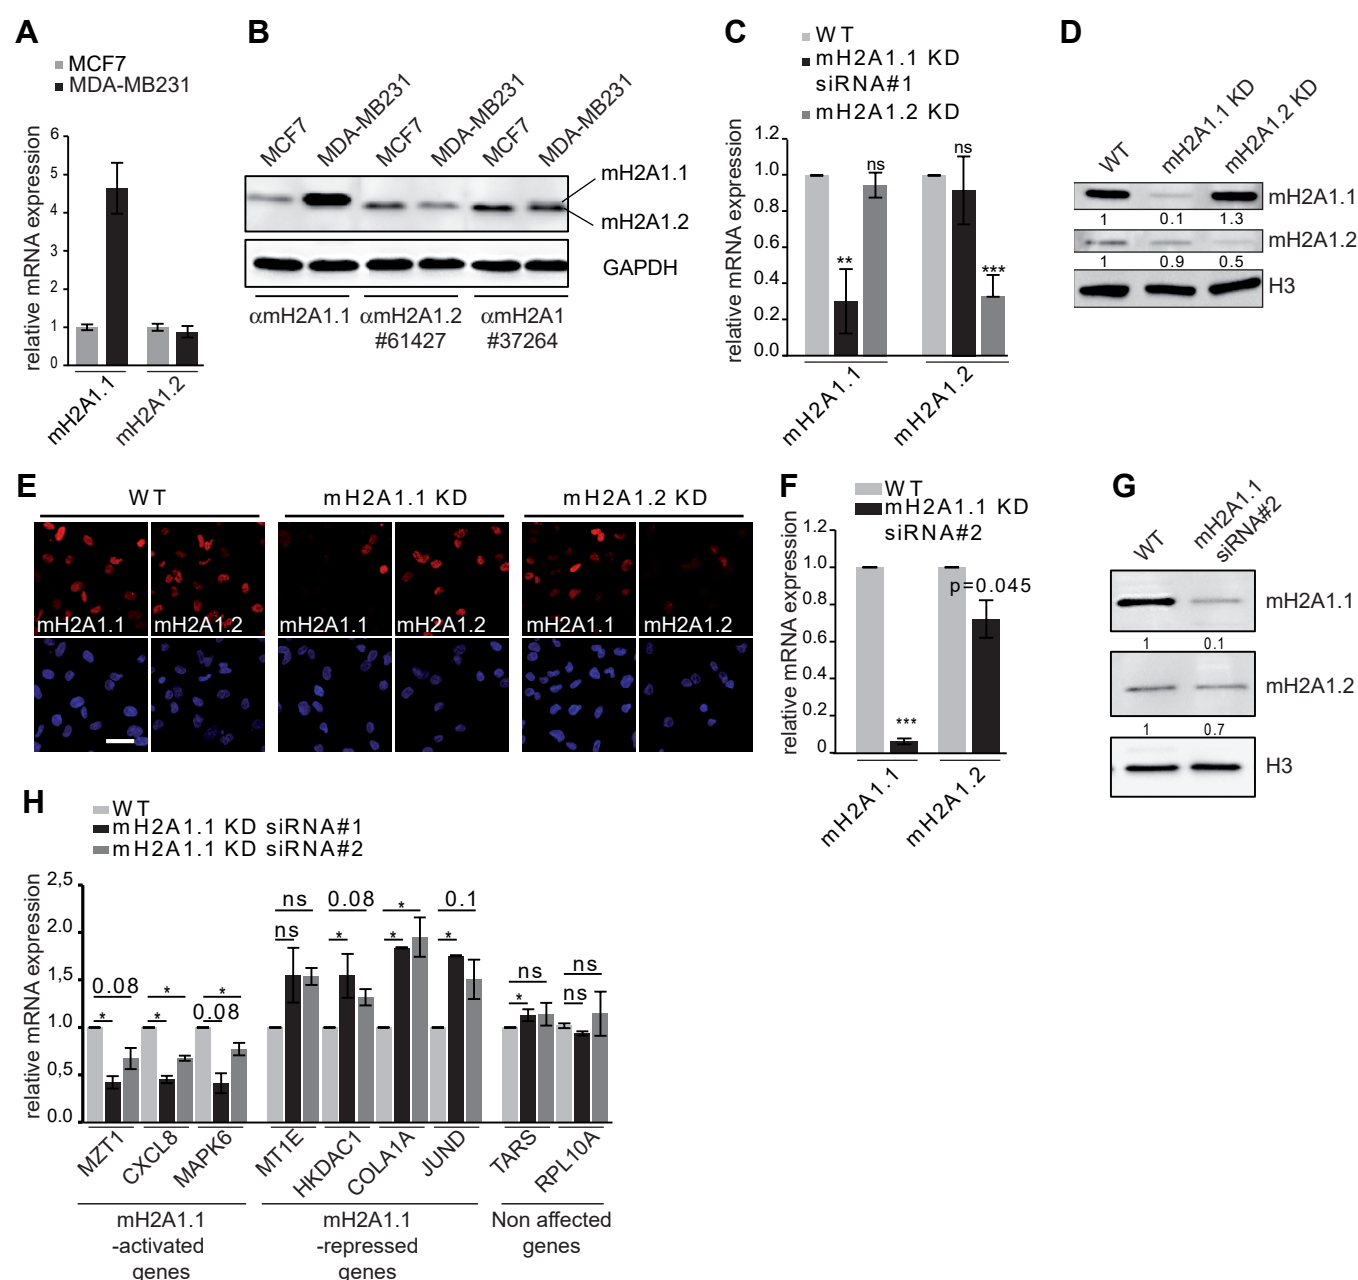 A
MCF7
MDA-MB231
relative mRNA expression
6
5
4
3
2
1
0
mH2A1.1
mH2A1.2
B
MCF7
MDA-MB231
MCF7
MDA-MB231
MCF7
MDA-MB231
mH2A1.1
mH2A1.2
GAPDH
αmH2A1.1
αmH2A1.2
#61427
αmH2A1
#37264
C
WT
mH2A1.1 KD
siRNA#1
mH2A1.2 KD
relative mRNA expression
1.2
1.0
0.8
0.6
0.4
0.2
0.0
**
ns
ns
***
mH2A1.1
mH2A1.2
D
WT
mH2A1.1 KD
mH2A1.2 KD
mH2A1.1
1 0.1 1.3
mH2A1.2
1 0.9 0.5
H3
E
WT
mH2A1.1 KD
mH2A1.2 KD
mH2A1.1
mH2A1.2
mH2A1.1
mH2A1.2
mH2A1.1
mH2A1.2
F
WT
mH2A1.1 KD
siRNA#2
relative mRNA expression
1.2
1.0
0.8
0.6
0.4
0.2
0
***
p=0.045
mH2A1.1
mH2A1.2
G
WT
mH2A1.1
siRNA#2
mH2A1.1
1 0.1
mH2A1.2
1 0.7
H3
H
WT
mH2A1.1 KD siRNA#1
mH2A1.1 KD siRNA#2
relative mRNA expression
2,5
2.0
1,5
1.0
0,5
0.0
0.08
*
*
*
*
0.08
ns
ns
0.08
*
*
*
0.1
*
ns
*
ns
ns
MZT1
CXCL8
MAPK6
MT1E
HKDAC1
COLA1A
JUND
TARS
RPL10A
mH2A1.1
-activated
genes
mH2A1.1
-repressed
genes
Non affected
genes